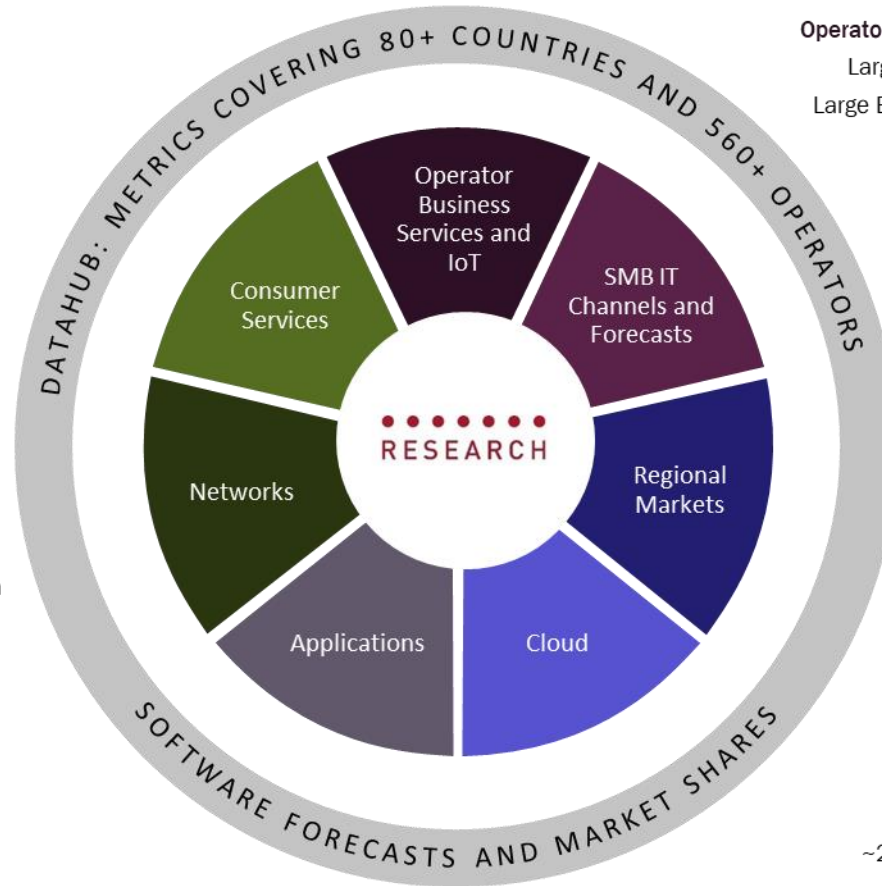 DATAHUB: METRICS COVERING 80+ COUNTRIES AND 560+ OPERATORS
Operator
Business
Services and
IoT
SMB IT
Channels and
Forecasts
Regional
Markets
Cloud
Applications
Networks
Consumer
Services
RESEARCH
SOFTWARE FORECASTS AND MARKET SHARES
Large